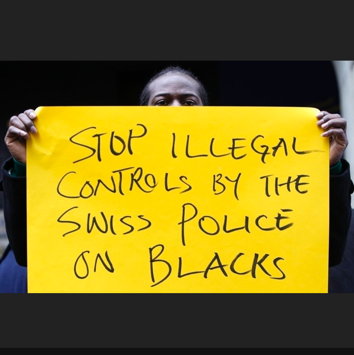 STOP ILLEGAL
CONTROLS BY THE
SWISS POLICE
ON BLACKS